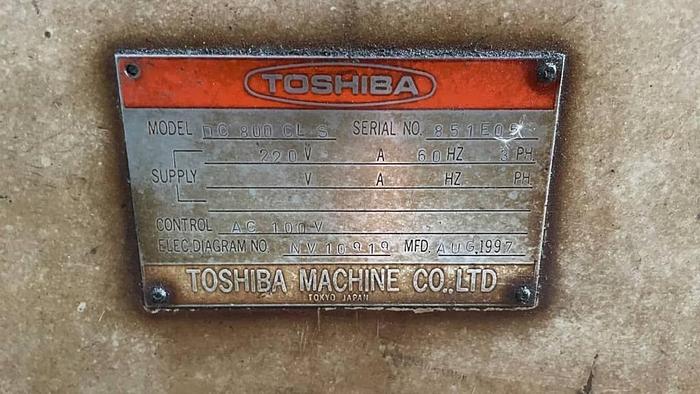 TOSHIBA
MODEL DC 800 CL S SERIAL NO.
SUPPLY 220 V A 60 HZ 3 PH
V A HZ PH
CONTROL AC 100 V
ELEC.DIAGRAM NO. NV10919 MFD. AUG.1997
TOSHIBA MACHINE CO.,LTD
TOKYO JAPAN